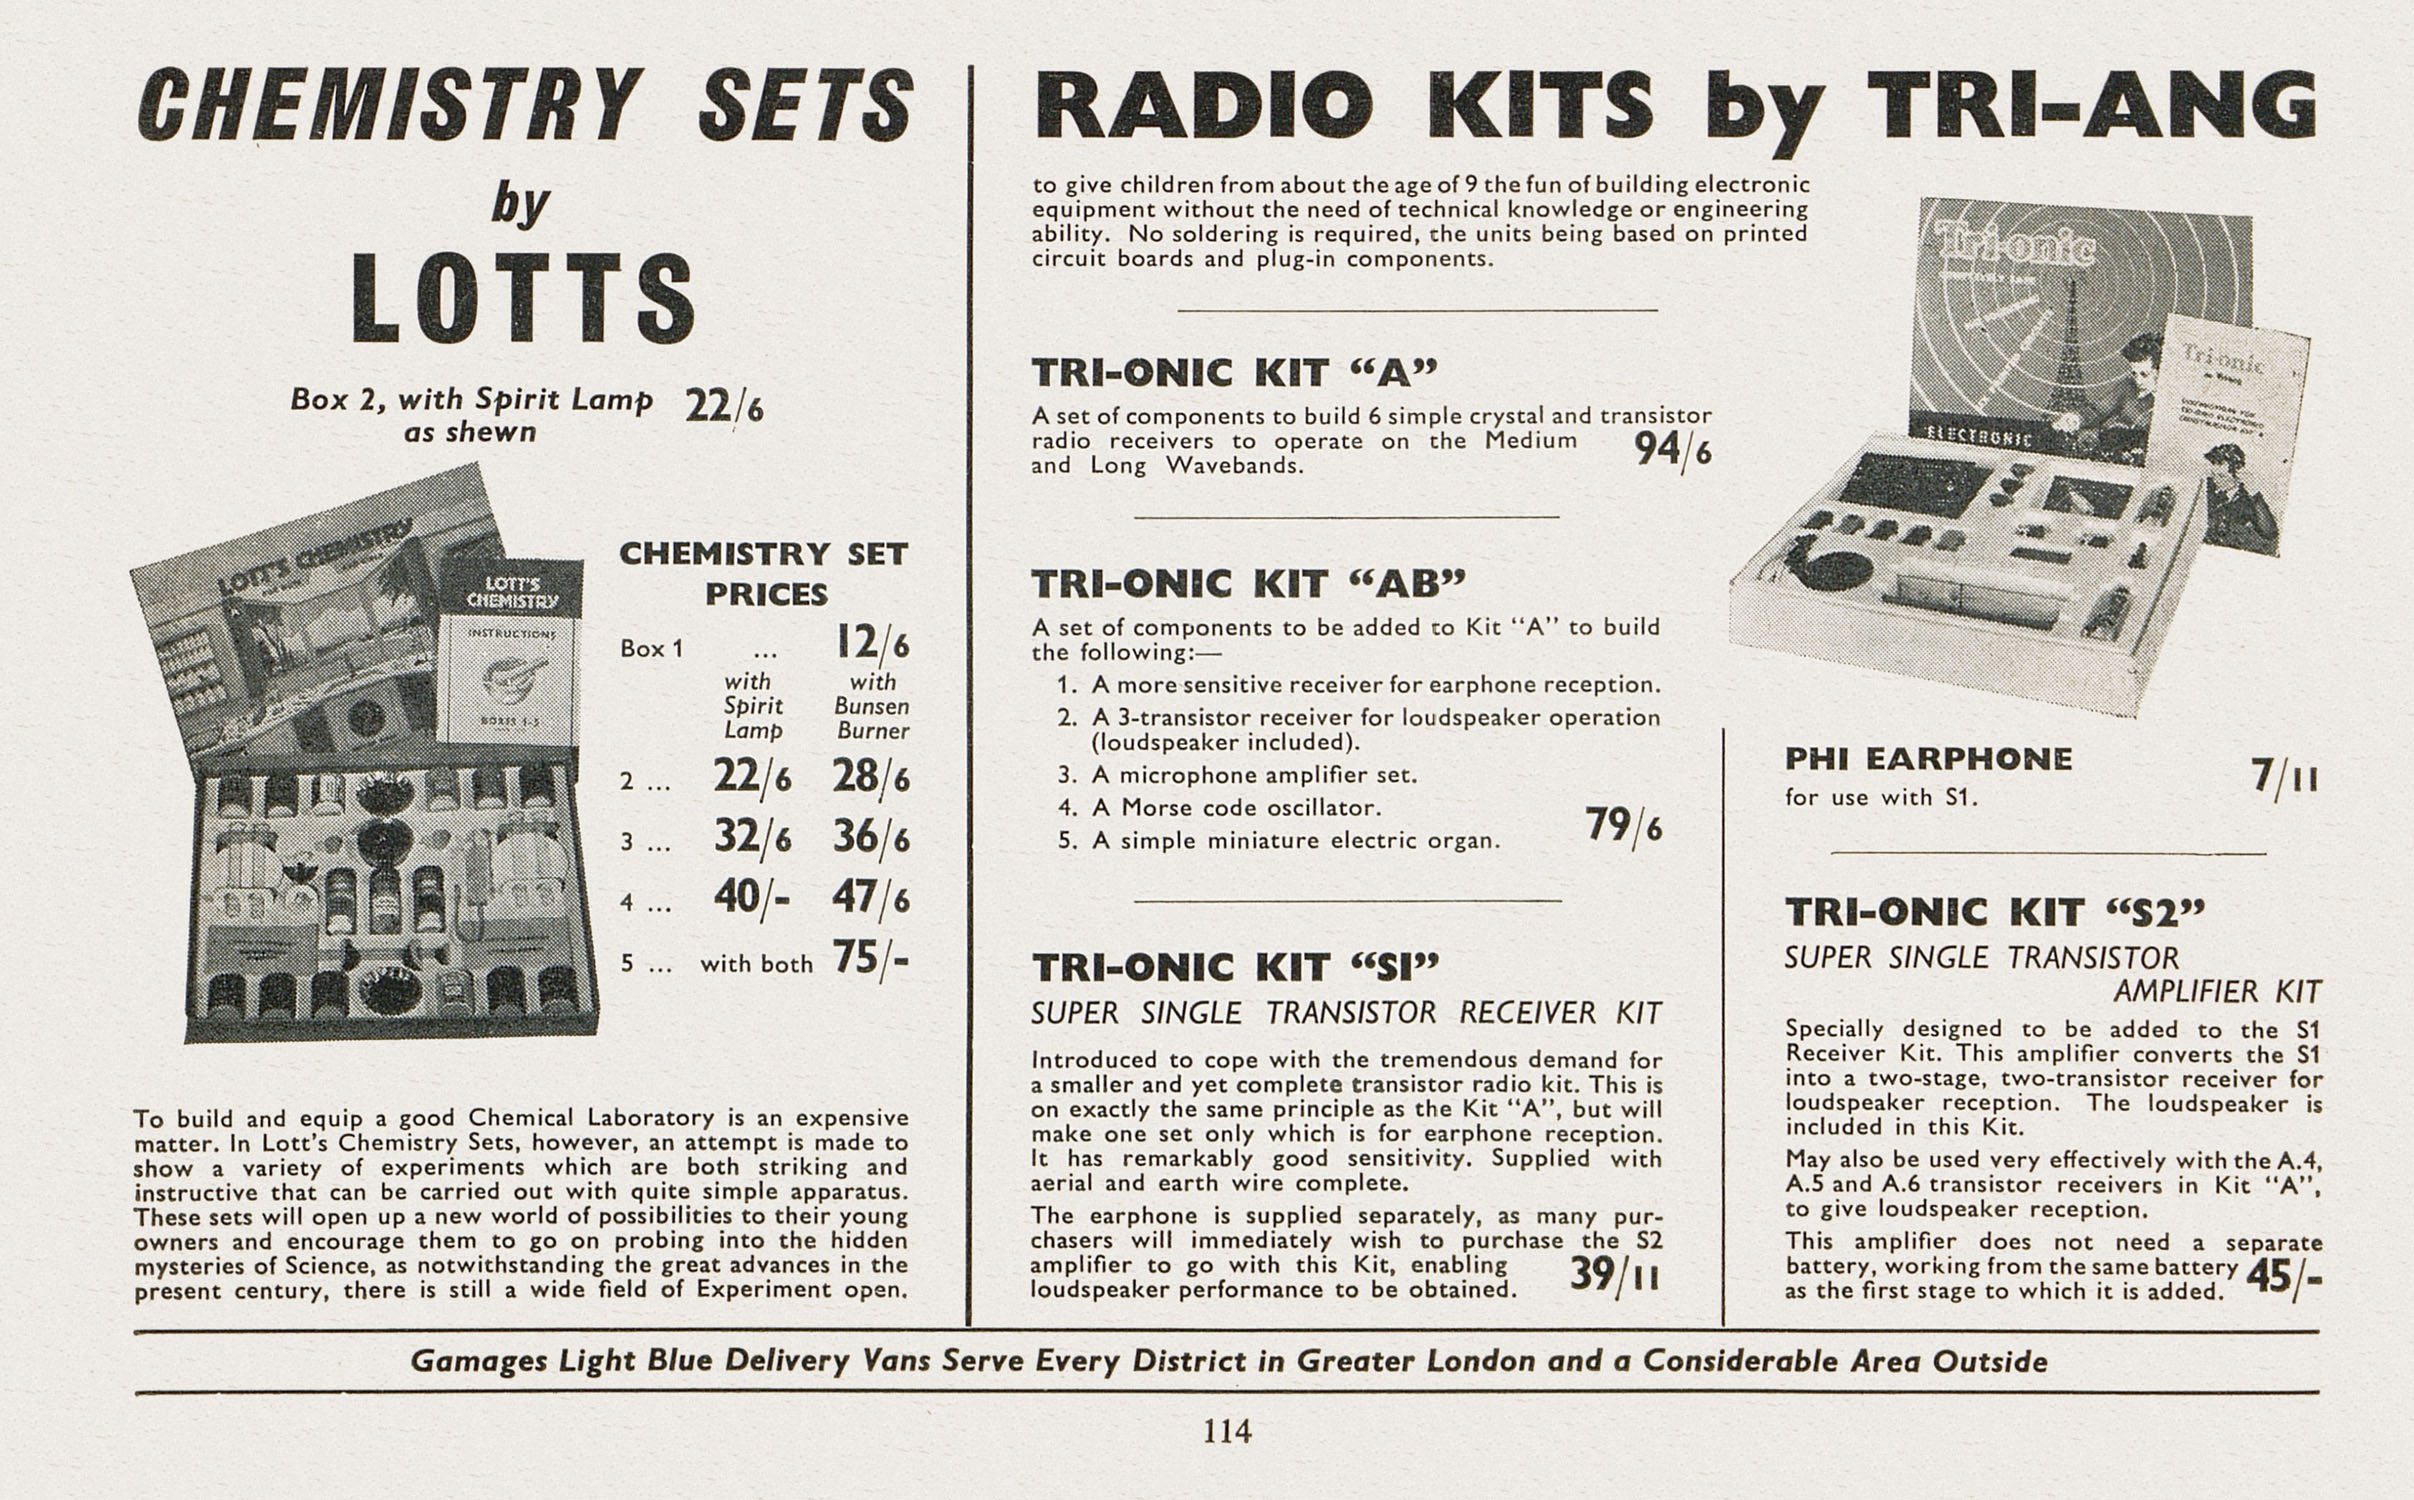 CHEMISTRY SETS
by
LOTTS
Box 2, with Spirit Lamp 22/6
as shewn
LOTT'S CHEMISTRY
LOTT'S
CHEMISTRY
INSTRUCTIONS
BOXES 1-5
CHEMISTRY SET
PRICES
Box 1 ... 12/6
with with
Spirit Bunsen
Lamp Burner
2 ... 22/6 28/6
3 ... 32/6 36/6
4 ... 40/- 47/6
5 ... with both 75/-
To build and equip a good Chemical Laboratory is an expensive
matter. In Lott's Chemistry Sets, however, an attempt is made to
show a variety of experiments which are both striking and
instructive that can be carried out with quite simple apparatus.
These sets will open up a new world of possibilities to their young
owners and encourage them to go on probing into the hidden
mysteries of Science, as notwithstanding the great advances in the
present century, there is still a wide field of Experiment open.
RADIO KITS by TRI-ANG
to give children from about the age of 9 the fun of building electronic
equipment without the need of technical knowledge or engineering
ability. No soldering is required, the units being based on printed
circuit boards and plug-in components.
TRI-ONIC KIT “A”
A set of components to build 6 simple crystal and transistor
radio receivers to operate on the Medium 94/6
and Long Wavebands.
TRI-ONIC KIT “AB”
A set of components to be added to Kit “A” to build
the following:—
1. A more sensitive receiver for earphone reception.
2. A 3-transistor receiver for loudspeaker operation
(loudspeaker included).
3. A microphone amplifier set.
4. A Morse code oscillator.
5. A simple miniature electric organ. 79/6
TRI-ONIC KIT “S1”
SUPER SINGLE TRANSISTOR RECEIVER KIT
Introduced to cope with the tremendous demand for
a smaller and yet complete transistor radio kit. This is
on exactly the same principle as the Kit “A”, but will
make one set only which is for earphone reception.
It has remarkably good sensitivity. Supplied with
aerial and earth wire complete.
The earphone is supplied separately, as many pur-
chasers will immediately wish to purchase the S2
amplifier to go with this Kit, enabling 39/11
loudspeaker performance to be obtained.
Tri-onic
ELECTRONIC
Tri-onic
PHI EARPHONE 7/11
for use with S1.
TRI-ONIC KIT “S2”
SUPER SINGLE TRANSISTOR
AMPLIFIER KIT
Specially designed to be added to the S1
Receiver Kit. This amplifier converts the S1
into a two-stage, two-transistor receiver for
loudspeaker reception. The loudspeaker is
included in this Kit.
May also be used very effectively with the A.4,
A.5 and A.6 transistor receivers in Kit “A”,
to give loudspeaker reception.
This amplifier does not need a separate
battery, working from the same battery 45/-
as the first stage to which it is added.
Gamages Light Blue Delivery Vans Serve Every District in Greater London and a Considerable Area Outside
114